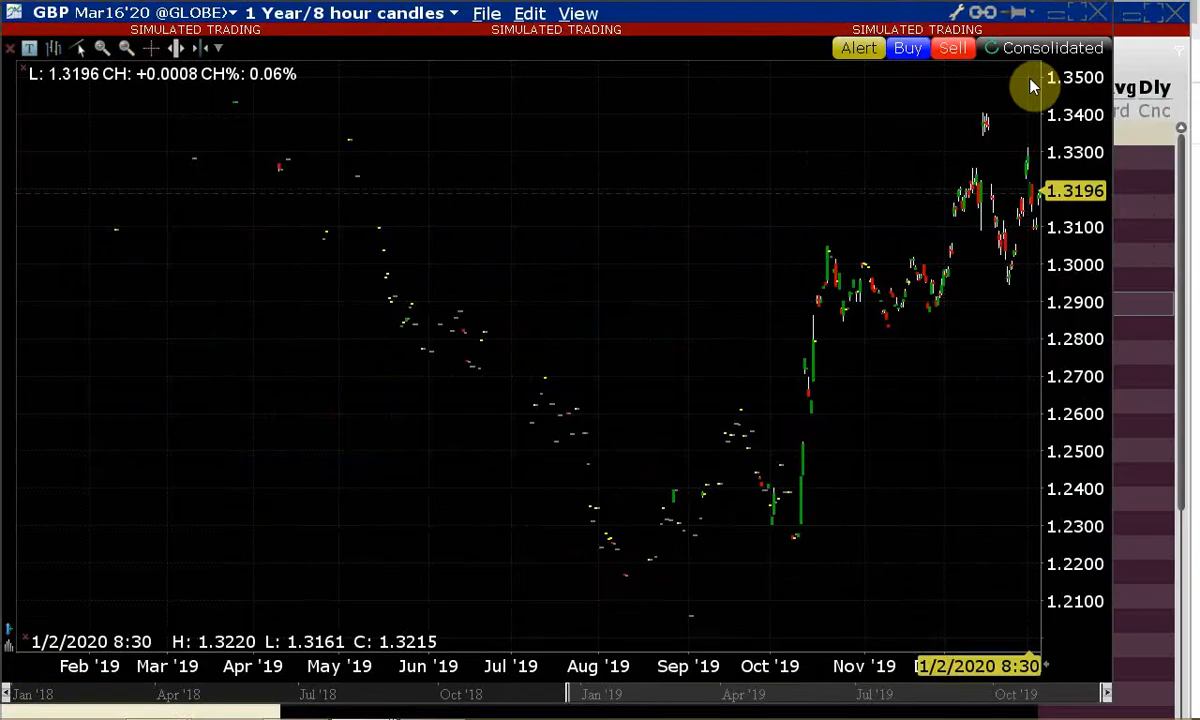 GBP Mar16'20 @GLOBE) 1 Year/8 hour candles File Edit View
SIMULATED TRADING SIMULATED TRADING SIMULATED TRADING
T Alert Buy Sell Consolidated
L: 1.3196 CH: +0.0008 CH%: 0.06%
1.3500
vgDly
rd Cnc
1.3400
1.3300
1.3196
1.3100
1.3000
1.2900
1.2800
1.2700
1.2600
1.2500
1.2400
1.2300
1.2200
1.2100
1/2/2020 8:30 H: 1.3220 L: 1.3161 C: 1.3215
Feb '19 Mar '19 Apr '19 May '19 Jun '19 Jul '19 Aug '19 Sep '19 Oct '19 Nov '19 1/2/2020 8:30
Jan '18 Apr '18 Jul '18 Oct '18 Jan '19 Apr '19 Jul '19 Oct '19